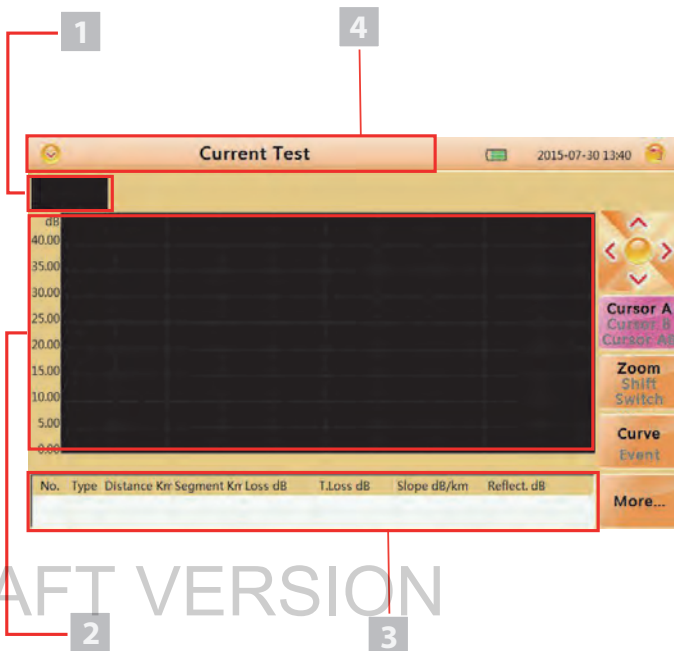 1
4
Current Test
2015-07-30 13:40
dB
40.00
35.00
30.00
25.00
20.00
15.00
10.00
5.00
0.00
Cursor A
Cursor B
Cursor AB
Zoom
Shift
Switch
Curve
Event
More...
No. Type Distance Km Segment Km Loss dB T.Loss dB Slope dB/km Reflect. dB
AFT VERSION
2
3